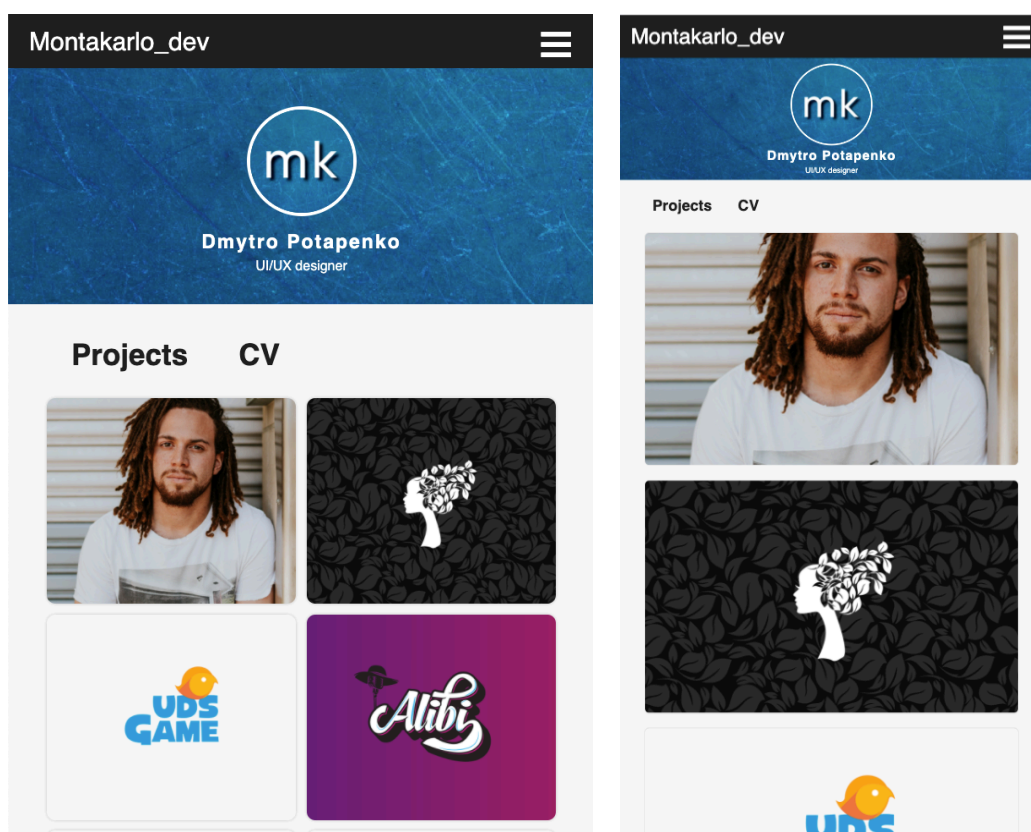 Montakarlo_dev
mk
Dmytro Potapenko
UI/UX designer
Projects CV
UDS
GAME
Alibi
Montakarlo_dev
mk
Dmytro Potapenko
UI/UX designer
Projects CV
UDS